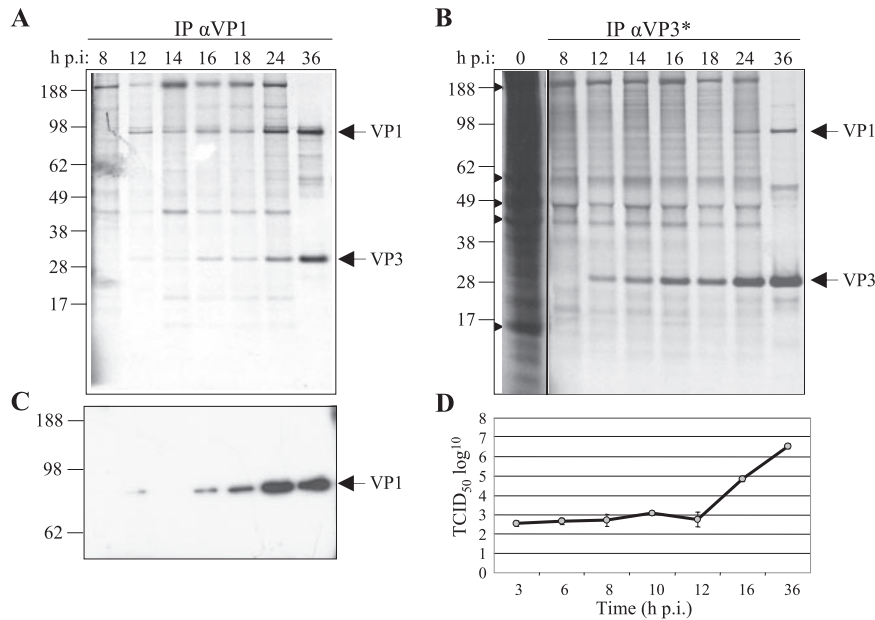 A
IP αVP1
h p.i: 8 12 14 16 18 24 36
188
98
62
49
38
28
17
VP1
VP3
B
IP αVP3*
h p.i: 0 8 12 14 16 18 24 36
188
98
62
49
38
28
17
VP1
VP3
C
188
98
62
VP1
D
TCID50 log10
8
7
6
5
4
3
2
1
0
3 6 8 10 12 16 36
Time (h p.i.)